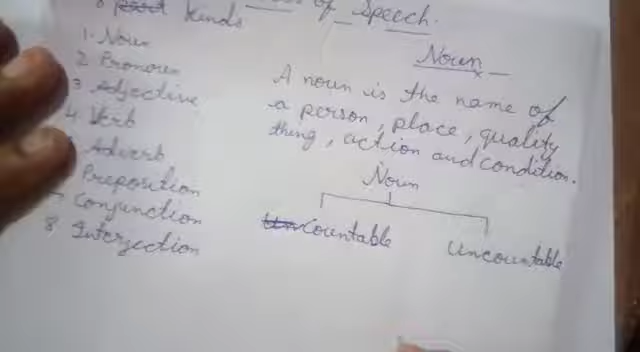 of Speech.
8 Kinds
1. Noun
2 Pronoun
3 Adjective
4 Verb
Adverb
Preposition
7 Conjunction
8 Interjection
Noun
A noun is the name of
a person, place, quality
thing, action and condition.
Noun
Countable
Uncountable